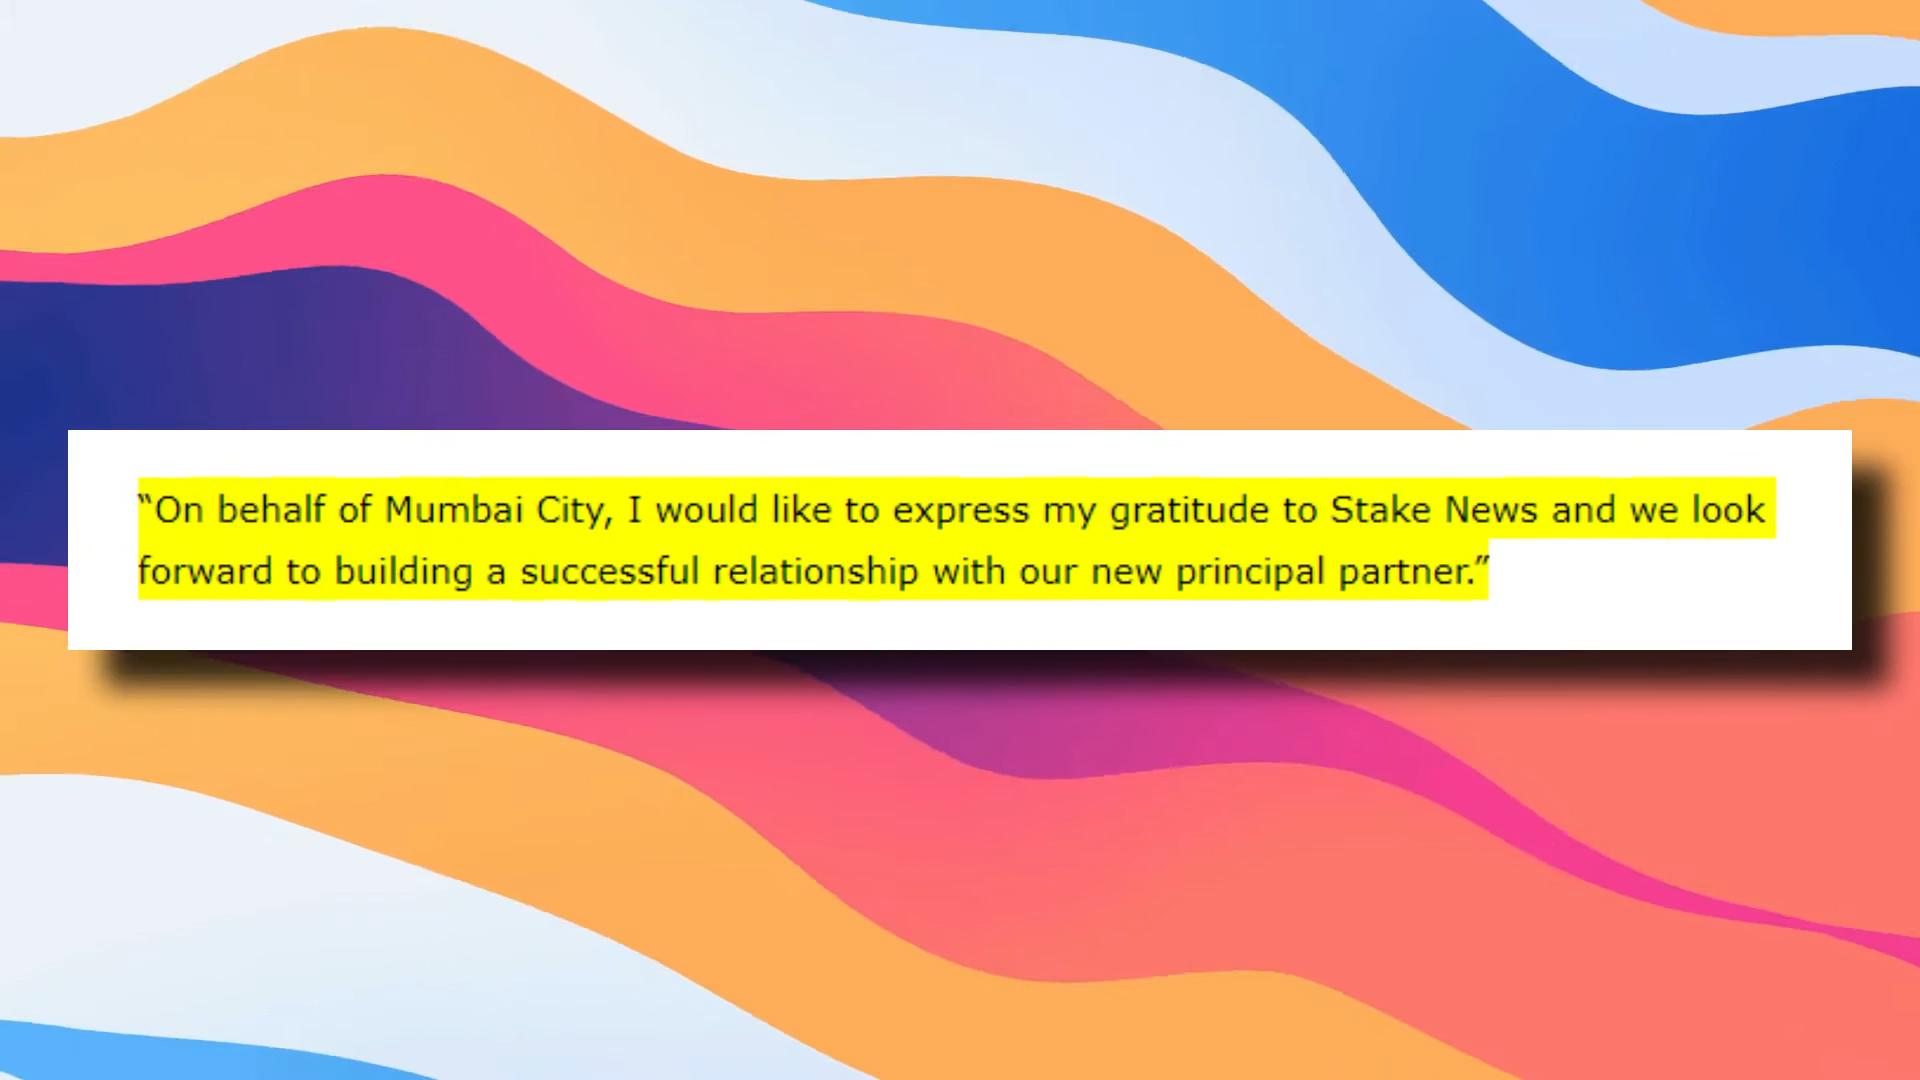 “On behalf of Mumbai City, I would like to express my gratitude to Stake News and we look
forward to building a successful relationship with our new principal partner.”